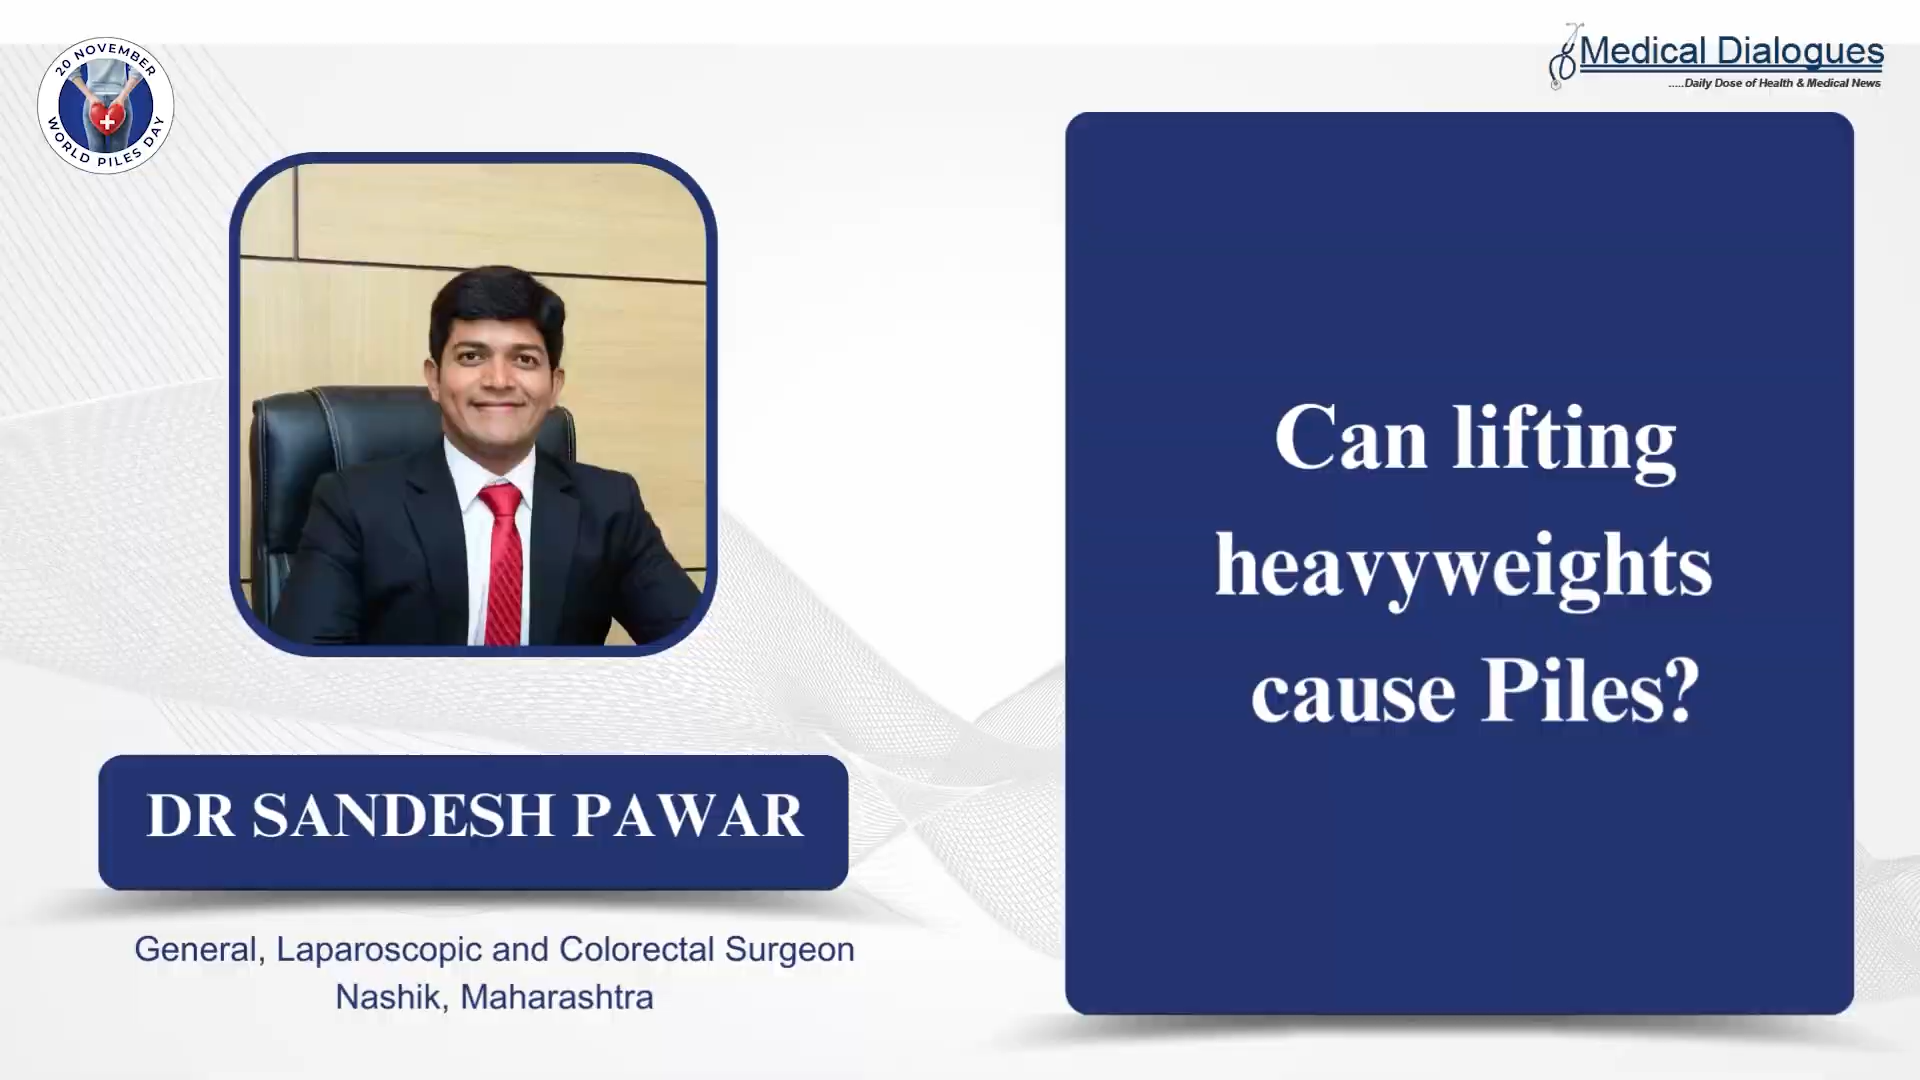 20 NOVEMBER
WORLD PILES DAY
Medical Dialogues
.....Daily Dose of Health & Medical News
Can lifting
heavyweights
cause Piles?
DR SANDESH PAWAR
General, Laparoscopic and Colorectal Surgeon
Nashik, Maharashtra